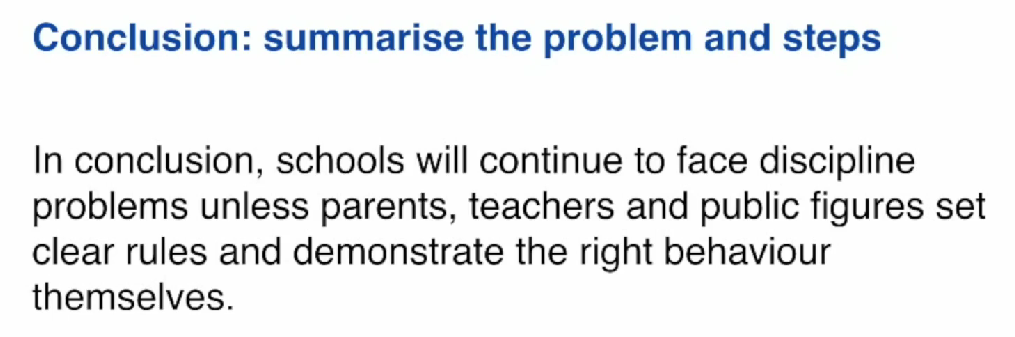 Conclusion: summarise the problem and steps
In conclusion, schools will continue to face discipline
problems unless parents, teachers and public figures set
clear rules and demonstrate the right behaviour
themselves.